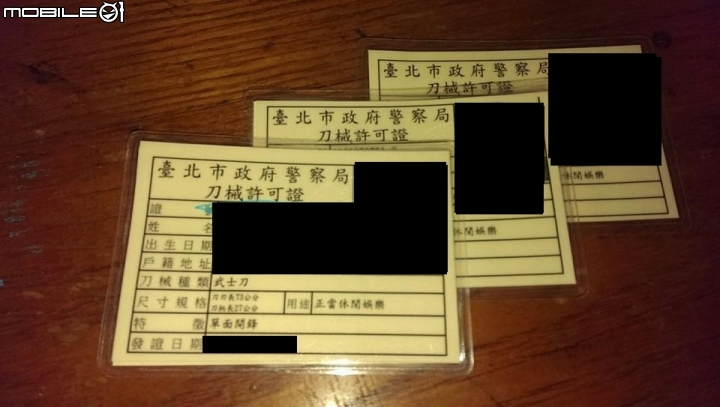 MOBILE01
臺北市政府警察局
刀械許可證
休閒娛樂
臺北市政府警察局
刀械許可證
休閒娛樂
臺北市政府警察局
刀械許可證
證
姓 名
出生日期
戶籍地址
刀械種類 武士刀
尺寸規格 刀刃長73公分 刀柄長27公分 用途 正當休閒娛樂
特 徵 單面開鋒
發證日期